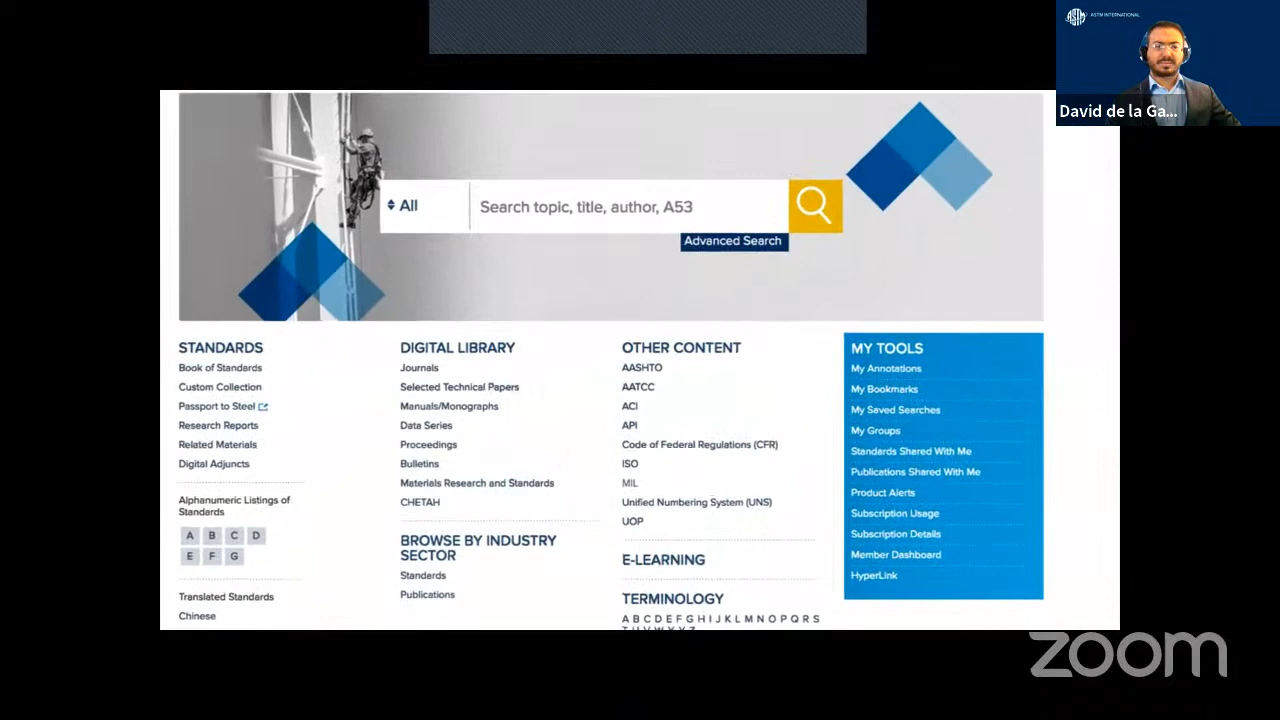 ASTM INTERNATIONAL
David de la Ga...
All
Search topic, title, author, A53
Advanced Search
STANDARDS
Book of Standards
Custom Collection
Passport to Steel
Research Reports
Related Materials
Digital Adjuncts
Alphanumeric Listings of
Standards
A B C D
E F G
Translated Standards
Chinese
DIGITAL LIBRARY
Journals
Selected Technical Papers
Manuals/Monographs
Data Series
Proceedings
Bulletins
Materials Research and Standards
CHETAH
BROWSE BY INDUSTRY
SECTOR
Standards
Publications
OTHER CONTENT
AASHTO
AATCC
ACI
API
Code of Federal Regulations (CFR)
ISO
MIL
Unified Numbering System (UNS)
UOP
E-LEARNING
TERMINOLOGY
A B C D E F G H I J K L M N O P Q R S
T U V W X Y Z
MY TOOLS
My Annotations
My Bookmarks
My Saved Searches
My Groups
Standards Shared With Me
Publications Shared With Me
Product Alerts
Subscription Usage
Subscription Details
Member Dashboard
HyperLink
zoom